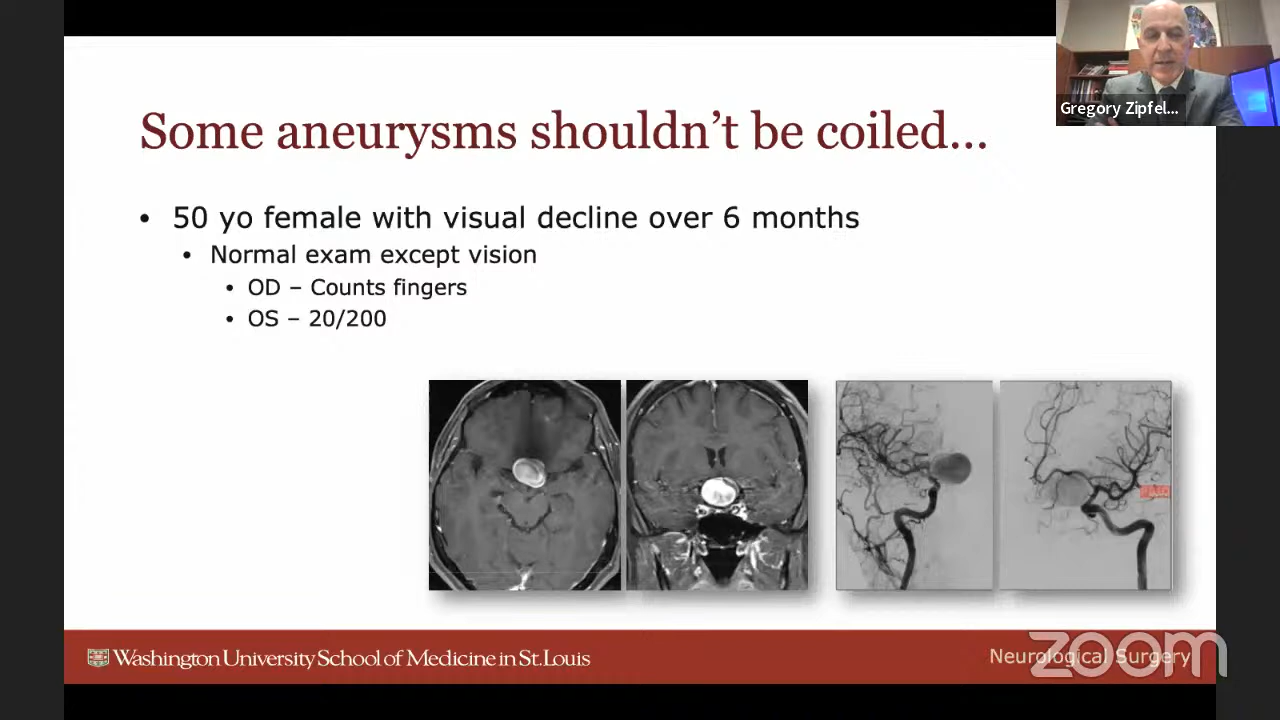 Gregory Zipfel...
Some aneurysms shouldn't be coiled...
• 50 yo female with visual decline over 6 months
• Normal exam except vision
• OD – Counts fingers
• OS – 20/200
Washington University School of Medicine in St. Louis
Neurological Surgery
zoom